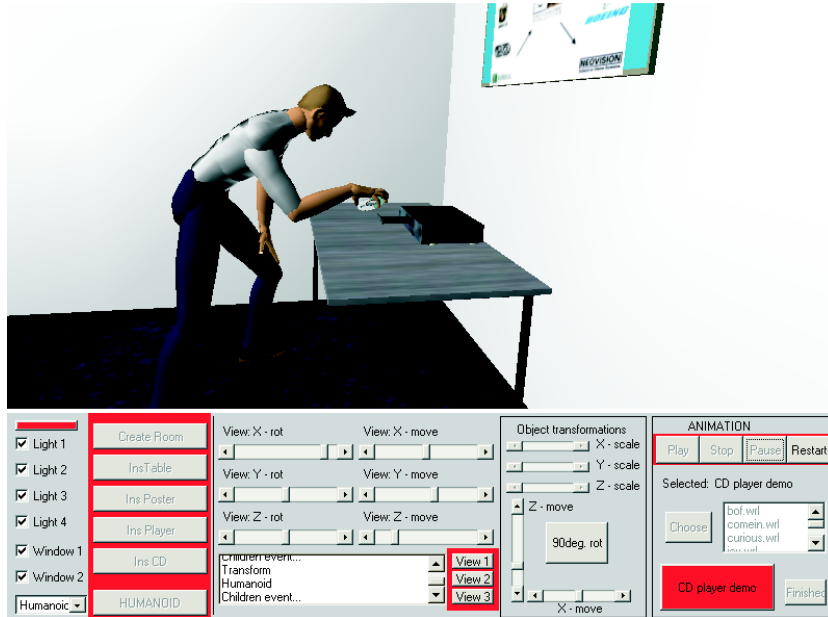 BOEING
NEOVISION
Light 1
Light 2
Light 3
Light 4
Window 1
Window 2
Humanoic
Create Room
InsTable
Ins Poster
Ins Player
Ins CD
HUMANOID
View: X - rot
View: X - move
View: Y - rot
View: Y - move
View: Z - rot
View: Z - move
Children event...
Transform
Humanoid
Children event...
View 1
View 2
View 3
Object transformations
X - scale
Y - scale
Z - scale
Z - move
90deg. rot
X - move
ANIMATION
Play
Stop
Pause
Restart
Selected: CD player demo
Choose
bof.wrl
comein.wrl
curious.wrl
CD player demo
Finished